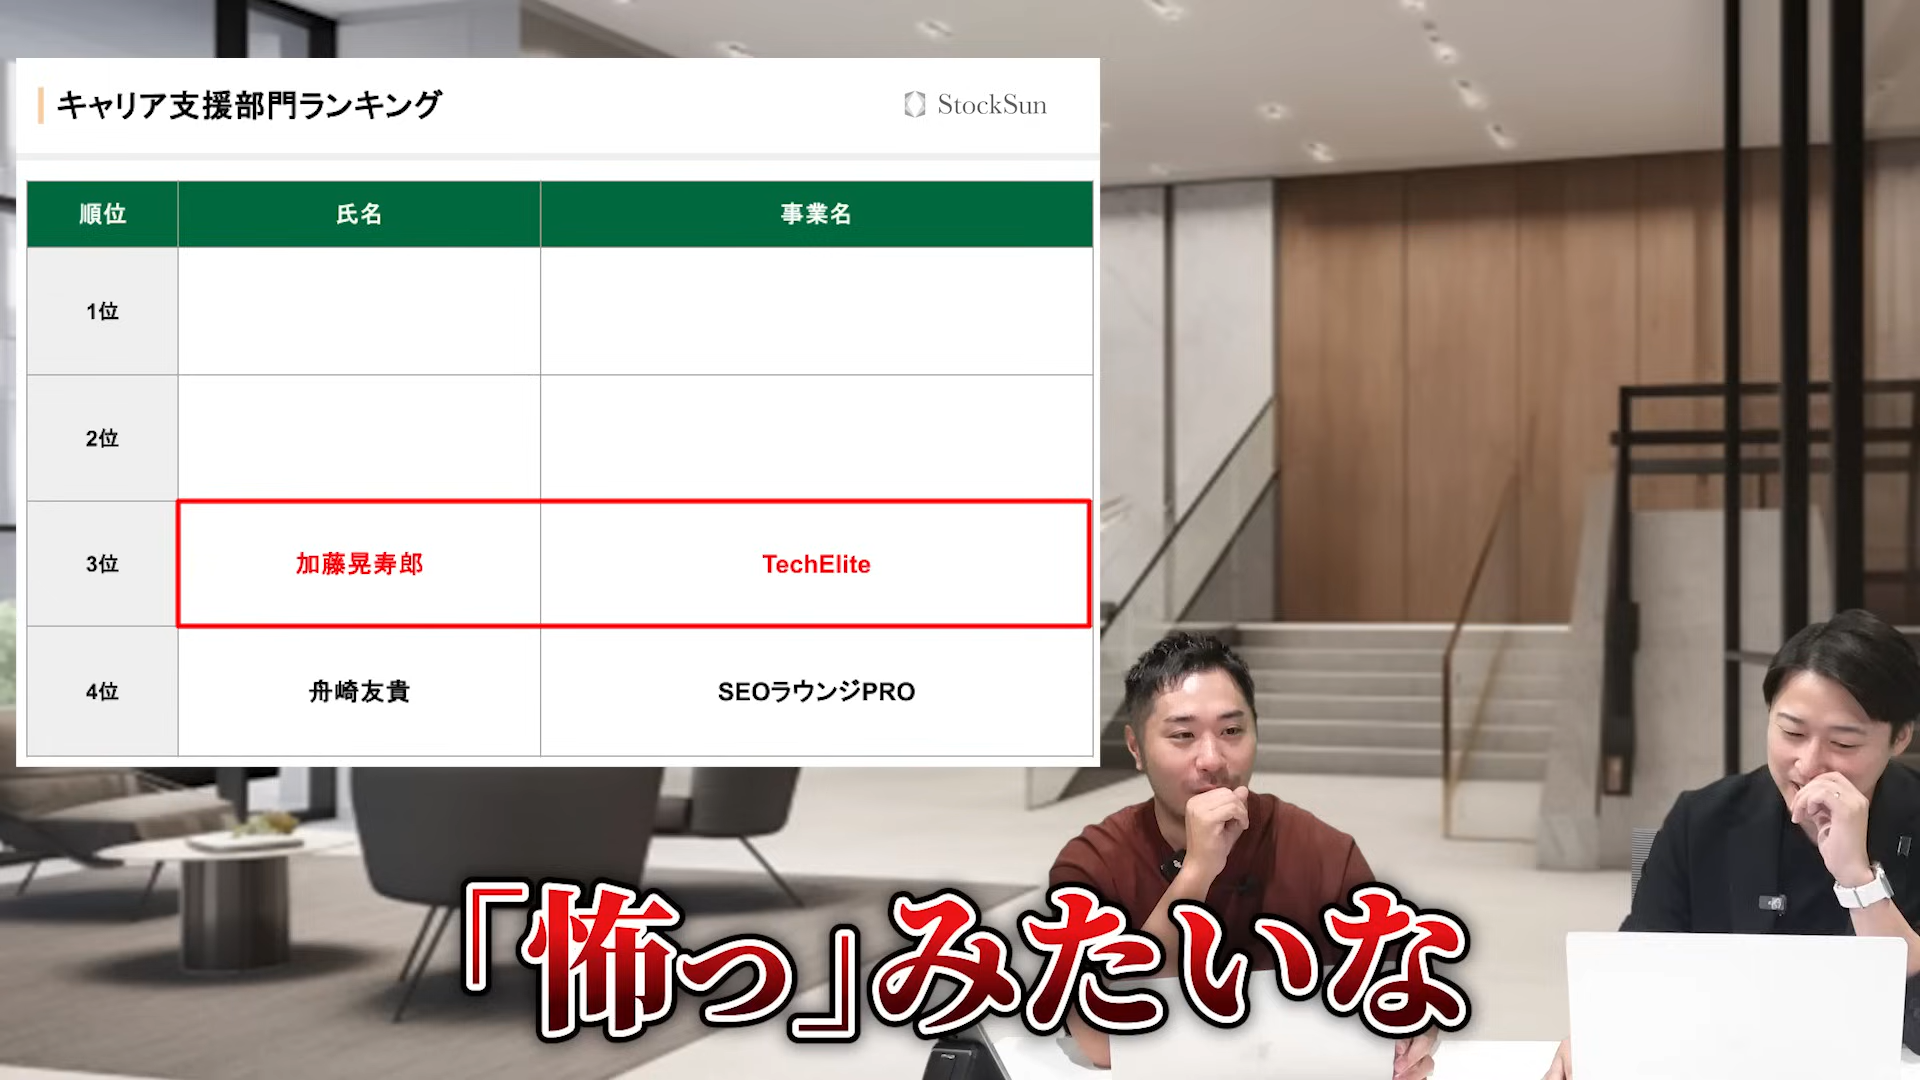 キャリア支援部門ランキング
StockSun
順位 氏名 事業名
1位
2位
3位 加藤晃寿郎 TechElite
4位 舟崎友貴 SEOラウンジPRO
「怖っ」みたいな